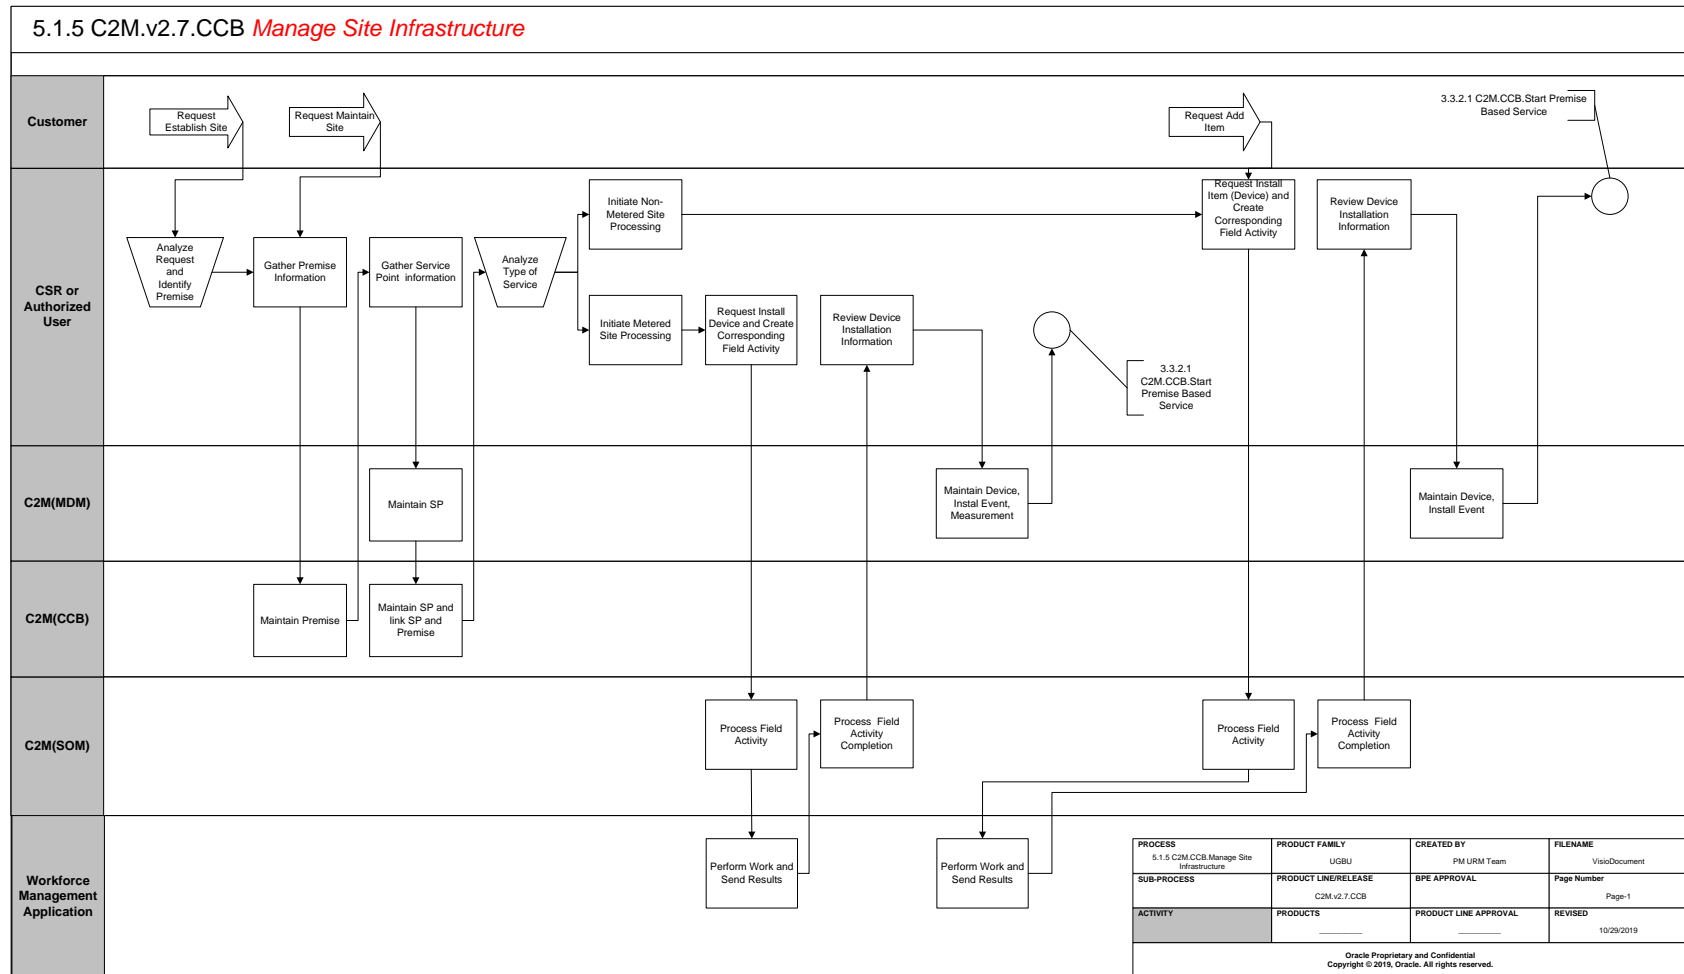 5.1.5 C2M.v2.7.CCB Manage Site Infrastructure
Customer
Request
Establish Site
Request Maintain
Site
Request Add
Item
3.3.2.1 C2M.CCB.Start Premise
Based Service
CSR or
Authorized
User
Analyze
Request
and
Identify
Premise
Gather Premise
Information
Gather Service
Point  information
Analyze
Type of
Service
Initiate Non-
Metered Site
Processing
Initiate Metered
Site Processing
Request Install
Device and Create
Corresponding
Field Activity
Review Device
Installation
Information
3.3.2.1
C2M.CCB.Start
Premise Based
Service
Request Install
Item (Device) and
Create
Corresponding
Field Activity
Review Device
Installation
Information
C2M(MDM)
Maintain SP
Maintain Device,
Instal Event,
Measurement
Maintain Device,
Install Event
C2M(CCB)
Maintain Premise
Maintain SP and
link SP and
Premise
C2M(SOM)
Process Field
Activity
Process  Field
Activity
Completion
Process Field
Activity
Process  Field
Activity
Completion
Workforce
Management
Application
Perform Work and
Send Results
Perform Work and
Send Results
PROCESS
5.1.5 C2M.CCB.Manage Site
Infrastructure
PRODUCT FAMILY
UGBU
CREATED BY
PM URM Team
FILENAME
VisioDocument
SUB-PROCESS
PRODUCT LINE/RELEASE
C2M.v2.7.CCB
BPE APPROVAL
Page Number
Page-1
ACTIVITY
PRODUCTS
PRODUCT LINE APPROVAL
REVISED
10/29/2019
Oracle Proprietary and Confidential
Copyright © 2019, Oracle. All rights reserved.